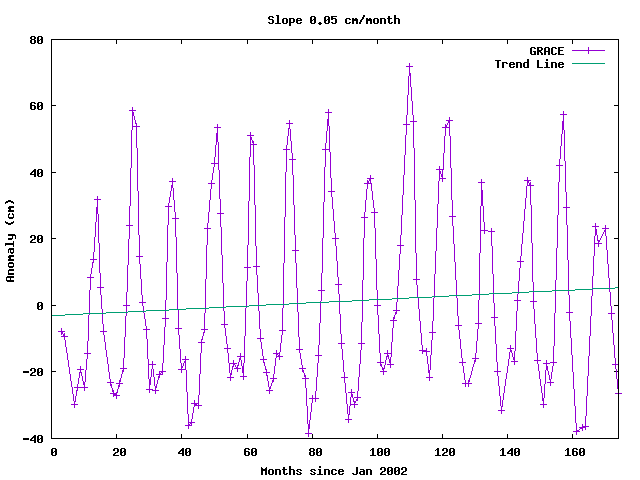 Slope 0.05 cm/month
GRACE
Trend Line
80
60
40
20
0
-20
-40
Anomaly (cm)
0 20 40 60 80 100 120 140 160
Months since Jan 2002